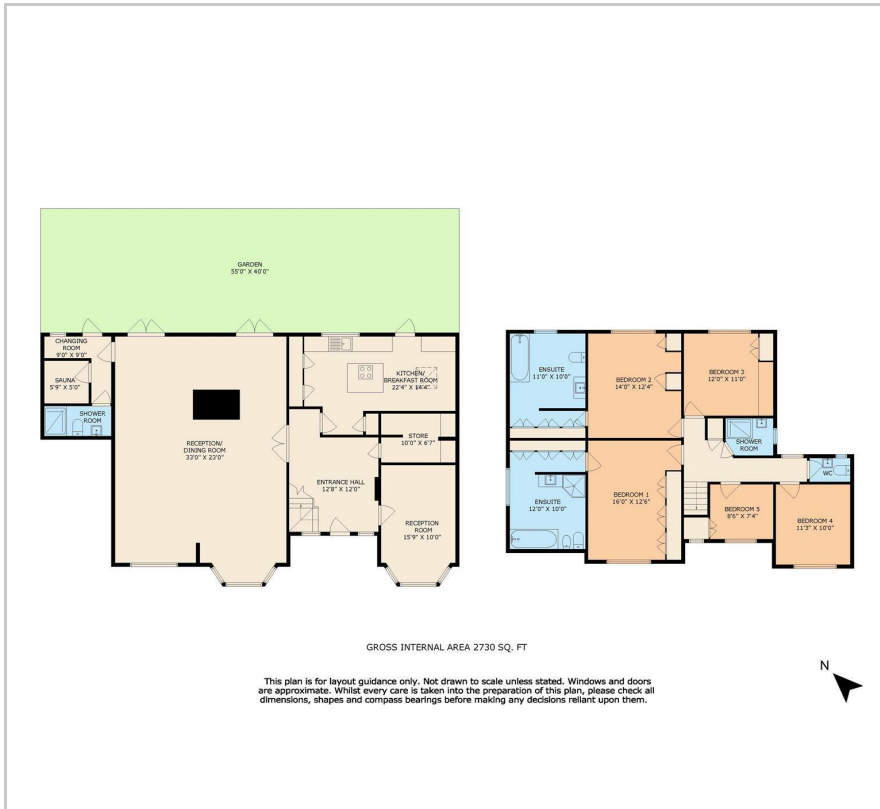 GARDEN
55'0" X 40'0"
CHANGING
ROOM
9'0" X 9'0"
SAUNA
5'9" X 5'0"
SHOWER
ROOM
RECEPTION/
DINING ROOM
33'0" X 23'0"
KITCHEN/
BREAKFAST ROOM
22'4" X 14'4"
STORE
10'0" X 6'7"
ENTRANCE HALL
12'8" X 12'0"
RECEPTION
ROOM
15'9" X 10'0"
ENSUITE
11'0" X 10'0"
BEDROOM 2
14'0" X 12'4"
BEDROOM 3
12'0" X 11'0"
SHOWER
ROOM
WC
ENSUITE
12'0" X 10'0"
BEDROOM 1
16'0" X 12'6"
BEDROOM 5
8'6" X 7'4"
BEDROOM 4
11'3" X 10'0"
GROSS INTERNAL AREA 2730 SQ. FT
This plan is for layout guidance only. Not drawn to scale unless stated. Windows and doors
are approximate. Whilst every care is taken into the preparation of this plan, please check all
dimensions, shapes and compass bearings before making any decisions reliant upon them.
N